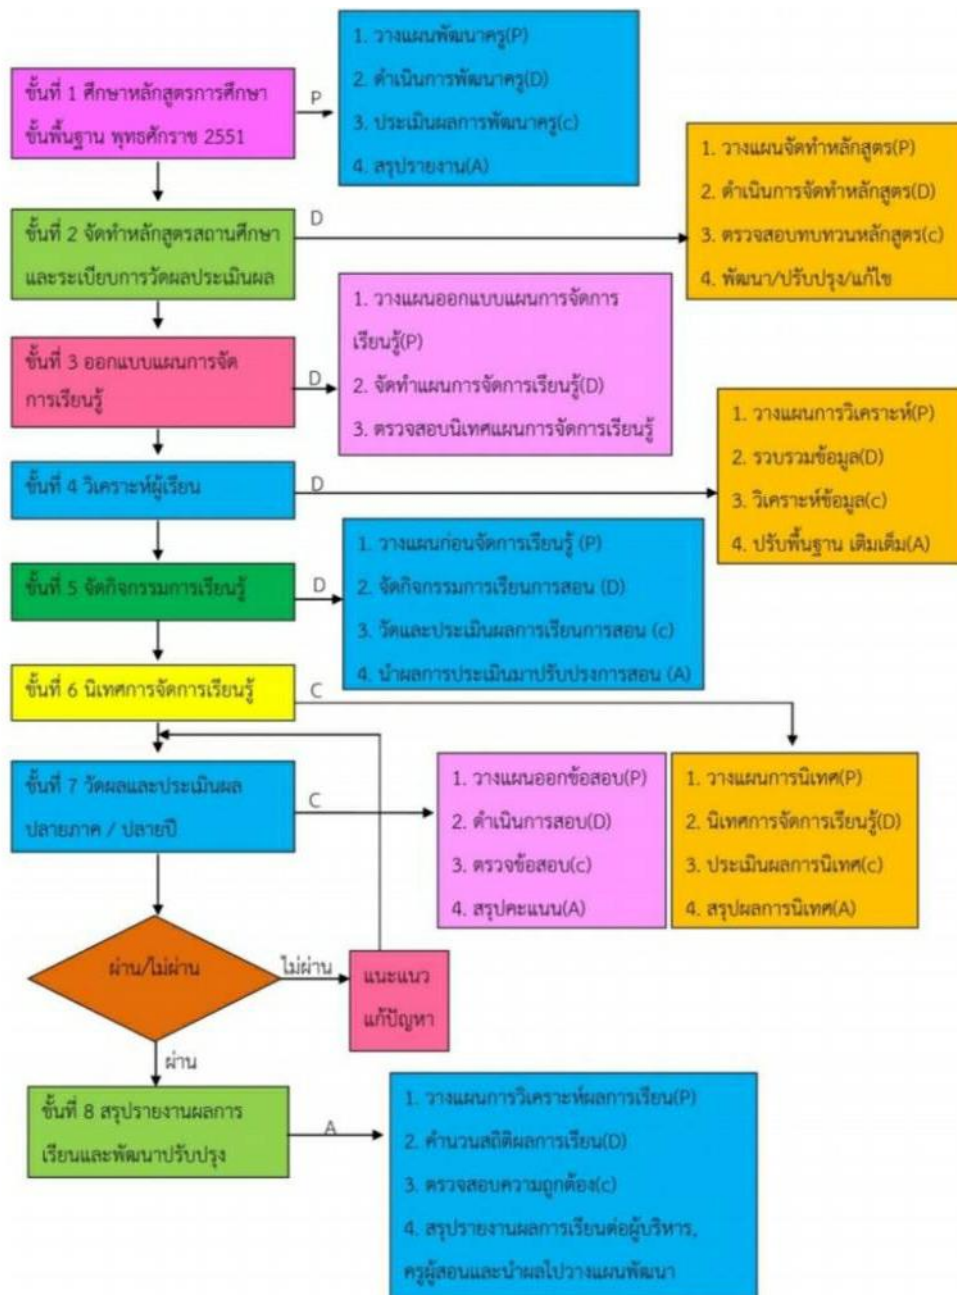 1. วางแผนพัฒนาครู(P)
2. ดำเนินการพัฒนาครู(D)
3. ประเมินผลการพัฒนาครู(c)
4. สรุปรายงาน(A)
ขั้นที่ 1 ศึกษาหลักสูตรการศึกษา
ขั้นพื้นฐาน พุทธศักราช 2551
P
1. วางแผนจัดทำหลักสูตร(P)
2. ดำเนินการจัดทำหลักสูตร(D)
3. ตรวจสอบทบทวนหลักสูตร(c)
4. พัฒนา/ปรับปรุง/แก้ไข
ขั้นที่ 2 จัดทำหลักสูตรสถานศึกษา
และระเบียบการวัดผลประเมินผล
D
1. วางแผนออกแบบแผนการจัดการ
เรียนรู้(P)
2. จัดทำแผนการจัดการเรียนรู้(D)
3. ตรวจสอบนิเทศแผนการจัดการเรียนรู้
ขั้นที่ 3 ออกแบบแผนการจัด
การเรียนรู้
D
1. วางแผนการวิเคราะห์(P)
2. รวบรวมข้อมูล(D)
3. วิเคราะห์ข้อมูล(c)
4. ปรับพื้นฐาน เติมเต็ม(A)
ขั้นที่ 4 วิเคราะห์ผู้เรียน
D
1. วางแผนก่อนจัดการเรียนรู้ (P)
2. จัดกิจกรรมการเรียนการสอน (D)
3. วัดและประเมินผลการเรียนการสอน (c)
4. นำผลการประเมินมาปรับปรุงการสอน (A)
ขั้นที่ 5 จัดกิจกรรมการเรียนรู้
D
ขั้นที่ 6 นิเทศการจัดการเรียนรู้
C
ขั้นที่ 7 วัดผลและประเมินผล
ปลายภาค / ปลายปี
C
1. วางแผนออกข้อสอบ(P)
2. ดำเนินการสอบ(D)
3. ตรวจข้อสอบ(c)
4. สรุปคะแนน(A)
1. วางแผนการนิเทศ(P)
2. นิเทศการจัดการเรียนรู้(D)
3. ประเมินผลการนิเทศ(c)
4. สรุปผลการนิเทศ(A)
ผ่าน/ไม่ผ่าน
ไม่ผ่าน
แนะแนว
แก้ปัญหา
ผ่าน
ขั้นที่ 8 สรุปรายงานผลการ
เรียนและพัฒนาปรับปรุง
A
1. วางแผนการวิเคราะห์ผลการเรียน(P)
2. คำนวนสถิติผลการเรียน(D)
3. ตรวจสอบความถูกต้อง(c)
4. สรุปรายงานผลการเรียนต่อผู้บริหาร,
ครูผู้สอนและนำผลไปวางแผนพัฒนา